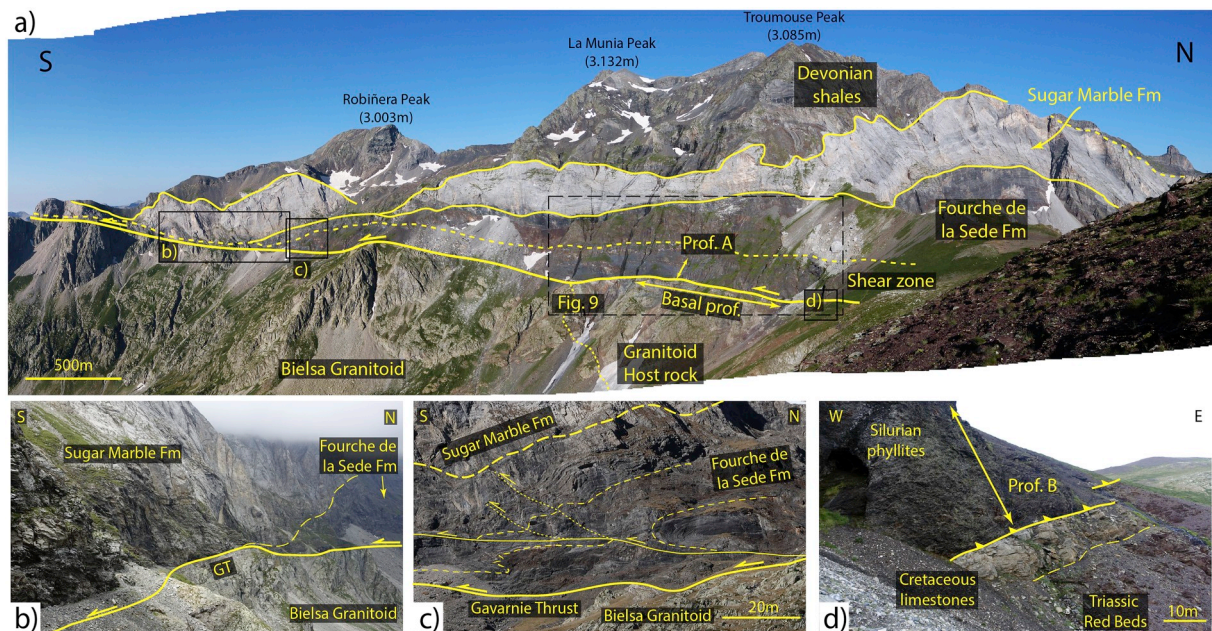 a)
S
N
Robiñera Peak
(3.003m)
La Munia Peak
(3.132m)
Troumouse Peak
(3.085m)
Devonian
shales
Sugar Marble Fm
Fourche de
la Sede Fm
b)
c)
Prof. A
Shear zone
Fig. 9
Basal prof.
d)
500m
Bielsa Granitoid
Granitoid
Host rock
S
N
Sugar Marble Fm
Fourche de
la Sede Fm
GT
b)
Bielsa Granitoid
S
N
Sugar Marble Fm
Fourche de
la Sede Fm
c)
Gavarnie Thrust
Bielsa Granitoid
20m
W
E
Silurian
phyllites
Prof. B
Cretaceous
limestones
Triassic
Red Beds
d)
10m